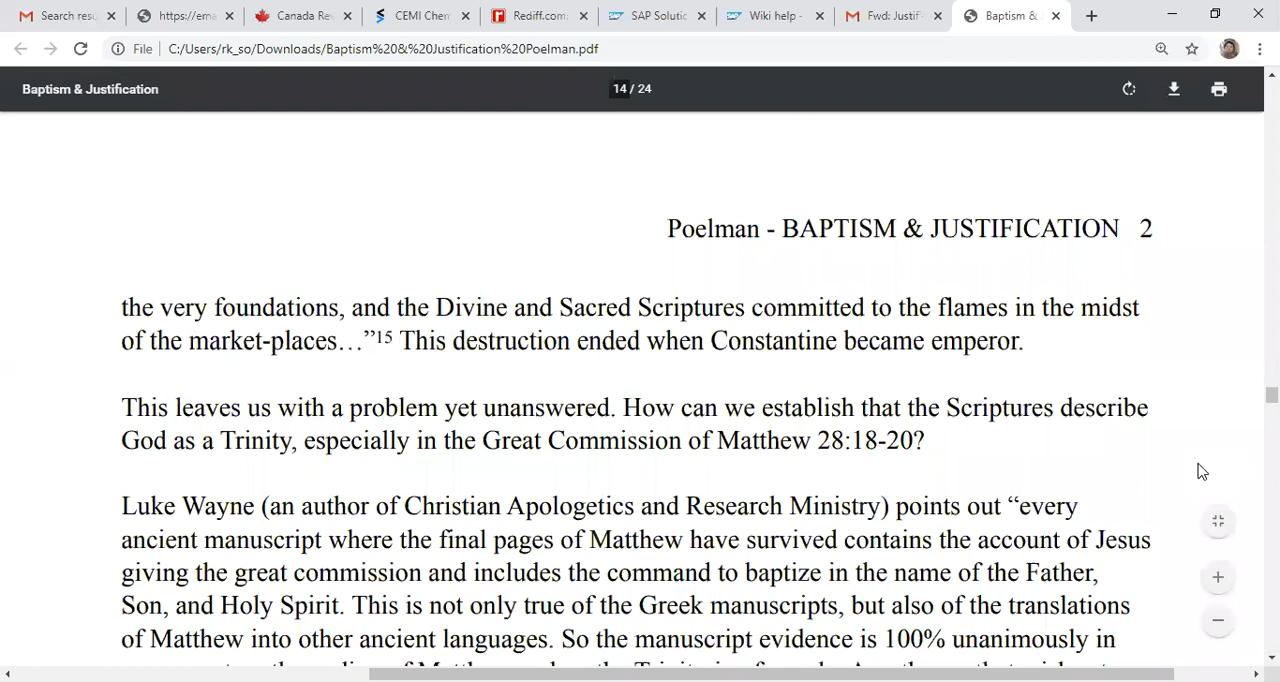 Search resu
https://ema
Canada Re
CEMI Chem
Rediff.com:
SAP Solutic
Wiki help -
Fwd: Justif
Baptism &
File C:/Users/rk_so/Downloads/Baptism%20&%20Justification%20Poelman.pdf
Baptism & Justification
14 / 24
Poelman - BAPTISM & JUSTIFICATION 2
the very foundations, and the Divine and Sacred Scriptures committed to the flames in the midst
of the market-places…”15 This destruction ended when Constantine became emperor.
This leaves us with a problem yet unanswered. How can we establish that the Scriptures describe
God as a Trinity, especially in the Great Commission of Matthew 28:18-20?
Luke Wayne (an author of Christian Apologetics and Research Ministry) points out “every
ancient manuscript where the final pages of Matthew have survived contains the account of Jesus
giving the great commission and includes the command to baptize in the name of the Father,
Son, and Holy Spirit. This is not only true of the Greek manuscripts, but also of the translations
of Matthew into other ancient languages. So the manuscript evidence is 100% unanimously in